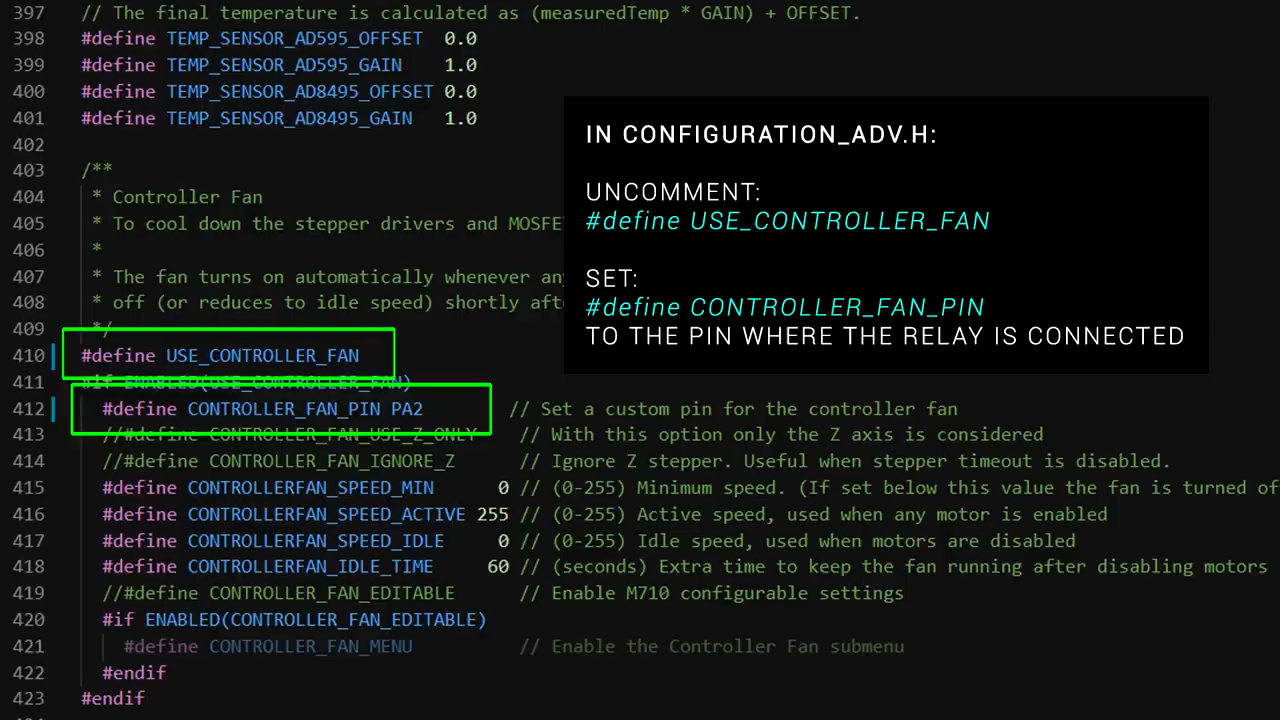 397 // The final temperature is calculated as (measuredTemp * GAIN) + OFFSET.
398 #define TEMP_SENSOR_AD595_OFFSET 0.0
399 #define TEMP_SENSOR_AD595_GAIN 1.0
400 #define TEMP_SENSOR_AD8495_OFFSET 0.0
401 #define TEMP_SENSOR_AD8495_GAIN 1.0
402
403 /**
404 * Controller Fan
405 * To cool down the stepper drivers and MOSFE
406 *
407 * The fan turns on automatically whenever any
408 * off (or reduces to idle speed) shortly afte
409 */
410 #define USE_CONTROLLER_FAN
411 #if ENABLED(USE_CONTROLLER_FAN)
412 #define CONTROLLER_FAN_PIN PA2 // Set a custom pin for the controller fan
413 //#define CONTROLLER_FAN_USE_Z_ONLY // With this option only the Z axis is considered
414 //#define CONTROLLER_FAN_IGNORE_Z // Ignore Z stepper. Useful when stepper timeout is disabled.
415 #define CONTROLLERFAN_SPEED_MIN 0 // (0-255) Minimum speed. (If set below this value the fan is turned of
416 #define CONTROLLERFAN_SPEED_ACTIVE 255 // (0-255) Active speed, used when any motor is enabled
417 #define CONTROLLERFAN_SPEED_IDLE 0 // (0-255) Idle speed, used when motors are disabled
418 #define CONTROLLERFAN_IDLE_TIME 60 // (seconds) Extra time to keep the fan running after disabling motors
419 //#define CONTROLLER_FAN_EDITABLE // Enable M710 configurable settings
420 #if ENABLED(CONTROLLER_FAN_EDITABLE)
421 #define CONTROLLER_FAN_MENU // Enable the Controller Fan submenu
422 #endif
423 #endif
IN CONFIGURATION_ADV.H:
UNCOMMENT:
#define USE_CONTROLLER_FAN
SET:
#define CONTROLLER_FAN_PIN
TO THE PIN WHERE THE RELAY IS CONNECTED